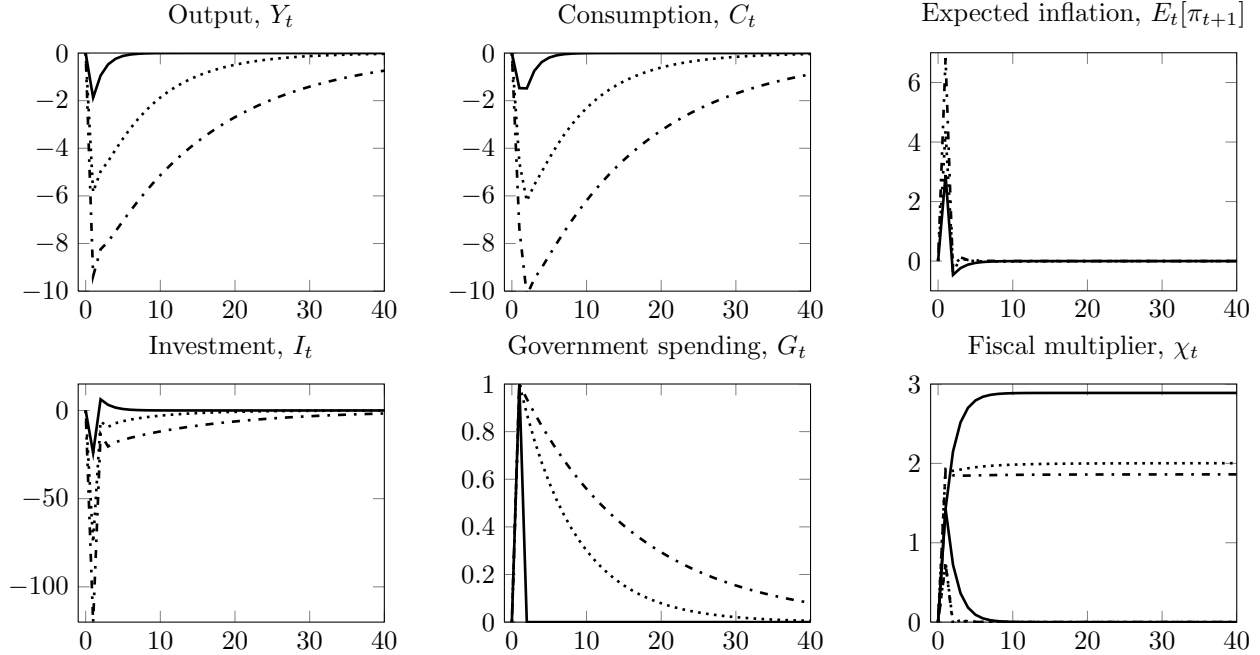 Output, Y_t
Consumption, C_t
Expected inflation, E_t[π_{t+1}]
0
−2
−4
−6
−8
−10
0 10 20 30 40
0
−2
−4
−6
−8
−10
0 10 20 30 40
6
4
2
0
0 10 20 30 40
Investment, I_t
Government spending, G_t
Fiscal multiplier, χ_t
0
−50
−100
0 10 20 30 40
1
0.8
0.6
0.4
0.2
0
0 10 20 30 40
3
2
1
0
0 10 20 30 40